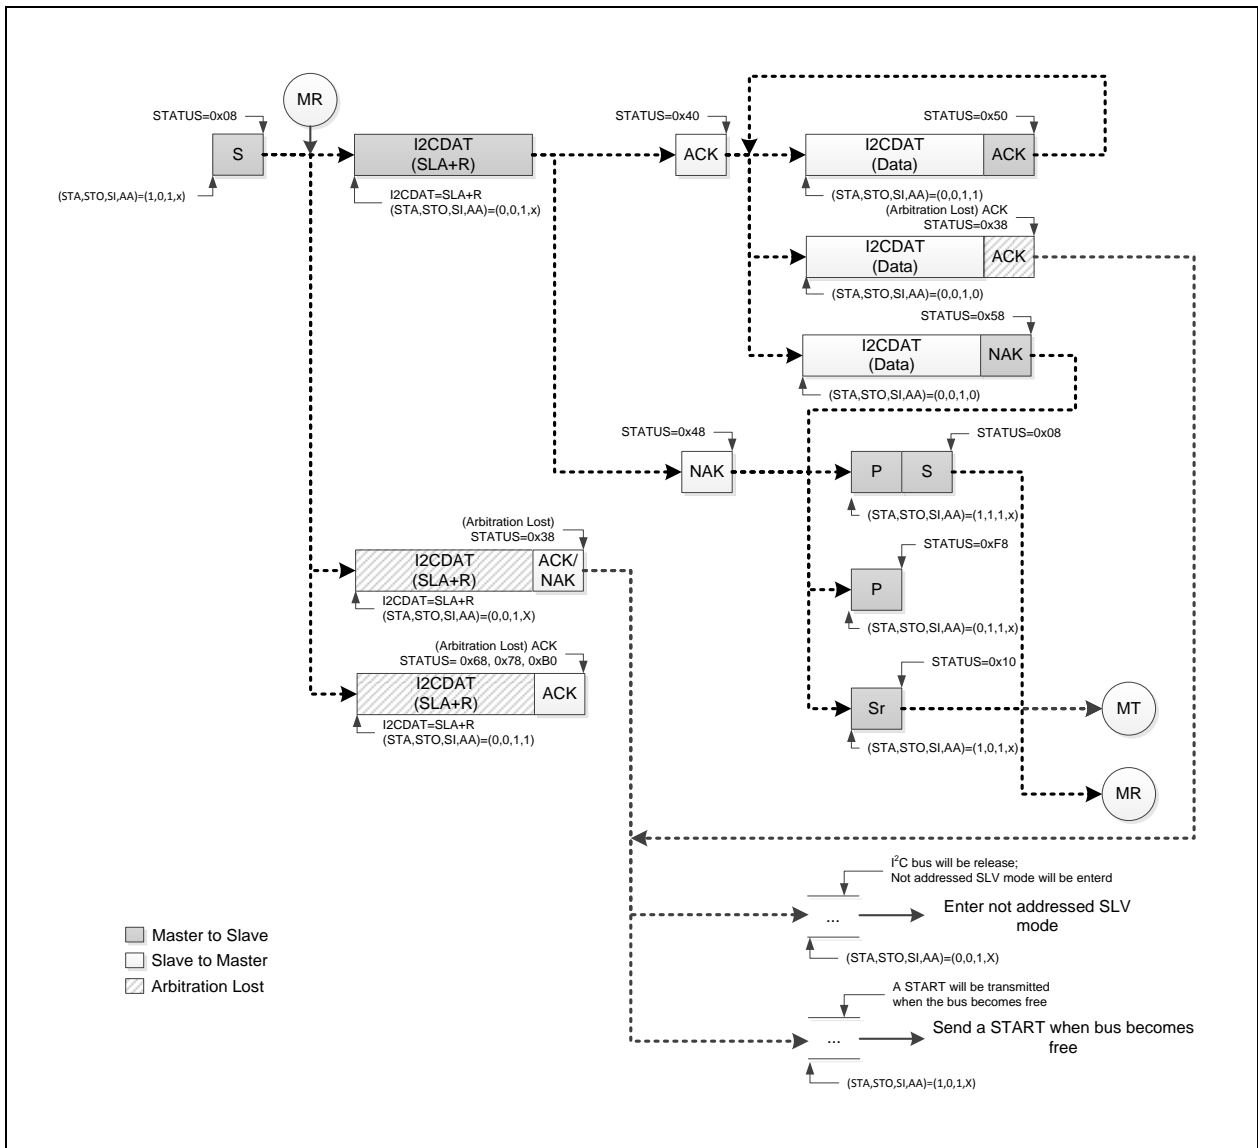 MR
STATUS=0x08
S
(STA,STO,SI,AA)=(1,0,1,x)
I2CDAT
(SLA+R)
I2CDAT=SLA+R
(STA,STO,SI,AA)=(0,0,1,x)
STATUS=0x40
ACK
STATUS=0x50
I2CDAT
(Data)
ACK
(STA,STO,SI,AA)=(0,0,1,1)
(Arbitration Lost) ACK
STATUS=0x38
I2CDAT
(Data)
ACK
(STA,STO,SI,AA)=(0,0,1,0)
STATUS=0x58
I2CDAT
(Data)
NAK
(STA,STO,SI,AA)=(0,0,1,0)
STATUS=0x48
NAK
STATUS=0x08
P
S
(STA,STO,SI,AA)=(1,1,1,x)
(Arbitration Lost)
STATUS=0x38
I2CDAT
(SLA+R)
ACK/
NAK
I2CDAT=SLA+R
(STA,STO,SI,AA)=(0,0,1,X)
STATUS=0xF8
P
(STA,STO,SI,AA)=(0,1,1,x)
(Arbitration Lost) ACK
STATUS= 0x68, 0x78, 0xB0
I2CDAT
(SLA+R)
ACK
I2CDAT=SLA+R
(STA,STO,SI,AA)=(0,0,1,1)
STATUS=0x10
Sr
(STA,STO,SI,AA)=(1,0,1,x)
MT
MR
I²C bus will be release;
Not addressed SLV mode will be enterd
...
Enter not addressed SLV
mode
(STA,STO,SI,AA)=(0,0,1,X)
Master to Slave
Slave to Master
Arbitration Lost
A START will be transmitted
when the bus becomes free
...
Send a START when bus becomes
free
(STA,STO,SI,AA)=(1,0,1,X)